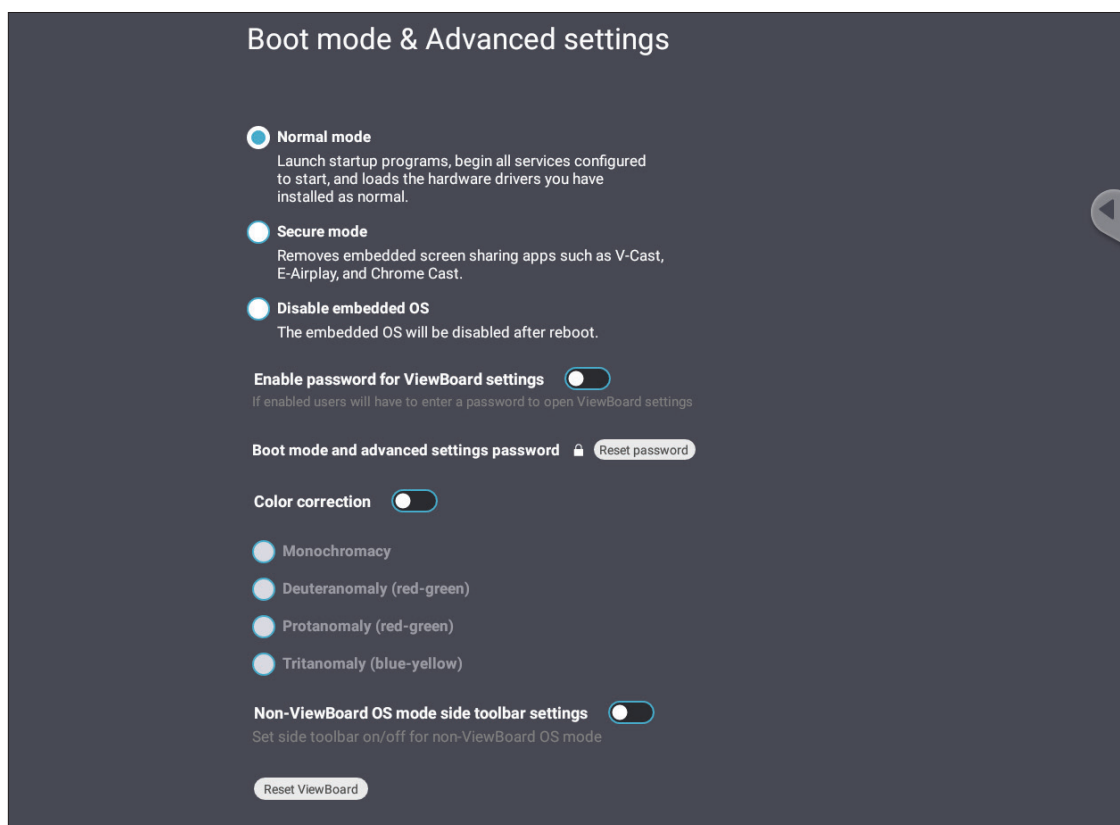 Boot mode & Advanced settings
Normal mode
Launch startup programs, begin all services configured
to start, and loads the hardware drivers you have
installed as normal.
Secure mode
Removes embedded screen sharing apps such as V-Cast,
E-Airplay, and Chrome Cast.
Disable embedded OS
The embedded OS will be disabled after reboot.
Enable password for ViewBoard settings
If enabled users will have to enter a password to open ViewBoard settings
Boot mode and advanced settings password Reset password
Color correction
Monochromacy
Deuteranomaly (red-green)
Protanomaly (red-green)
Tritanomaly (blue-yellow)
Non-ViewBoard OS mode side toolbar settings
Set side toolbar on/off for non-ViewBoard OS mode
Reset ViewBoard